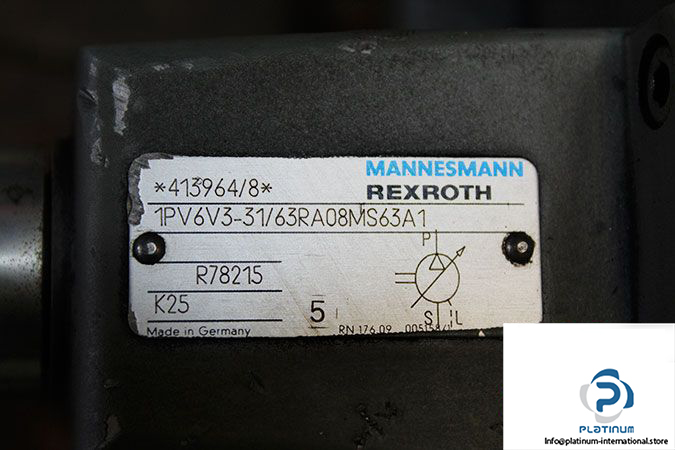 MANNESMANN
REXROTH
*413964/8*
1PV6V3-31/63RA08MS63A1
P
R78215
K25
5
S L
Made in Germany
RN 176.09
PLATINUM
Info@platinum-international.store